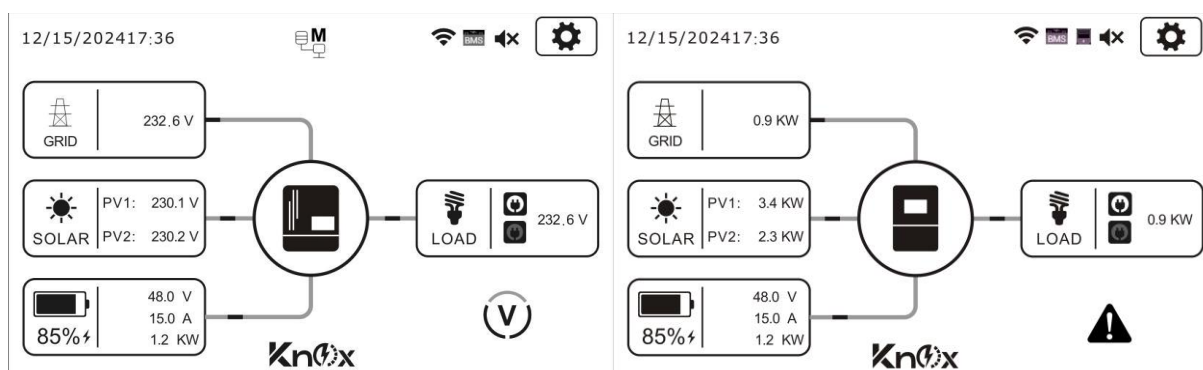 12/15/202417:36
M
BMS
GRID
232.6 V
SOLAR
PV1: 230.1 V
PV2: 230.2 V
LOAD
232.6 V
85%
48.0 V
15.0 A
1.2 KW
V
Knox
12/15/202417:36
BMS
GRID
0.9 KW
SOLAR
PV1: 3.4 KW
PV2: 2.3 KW
LOAD
0.9 KW
85%
48.0 V
15.0 A
1.2 KW
Knox